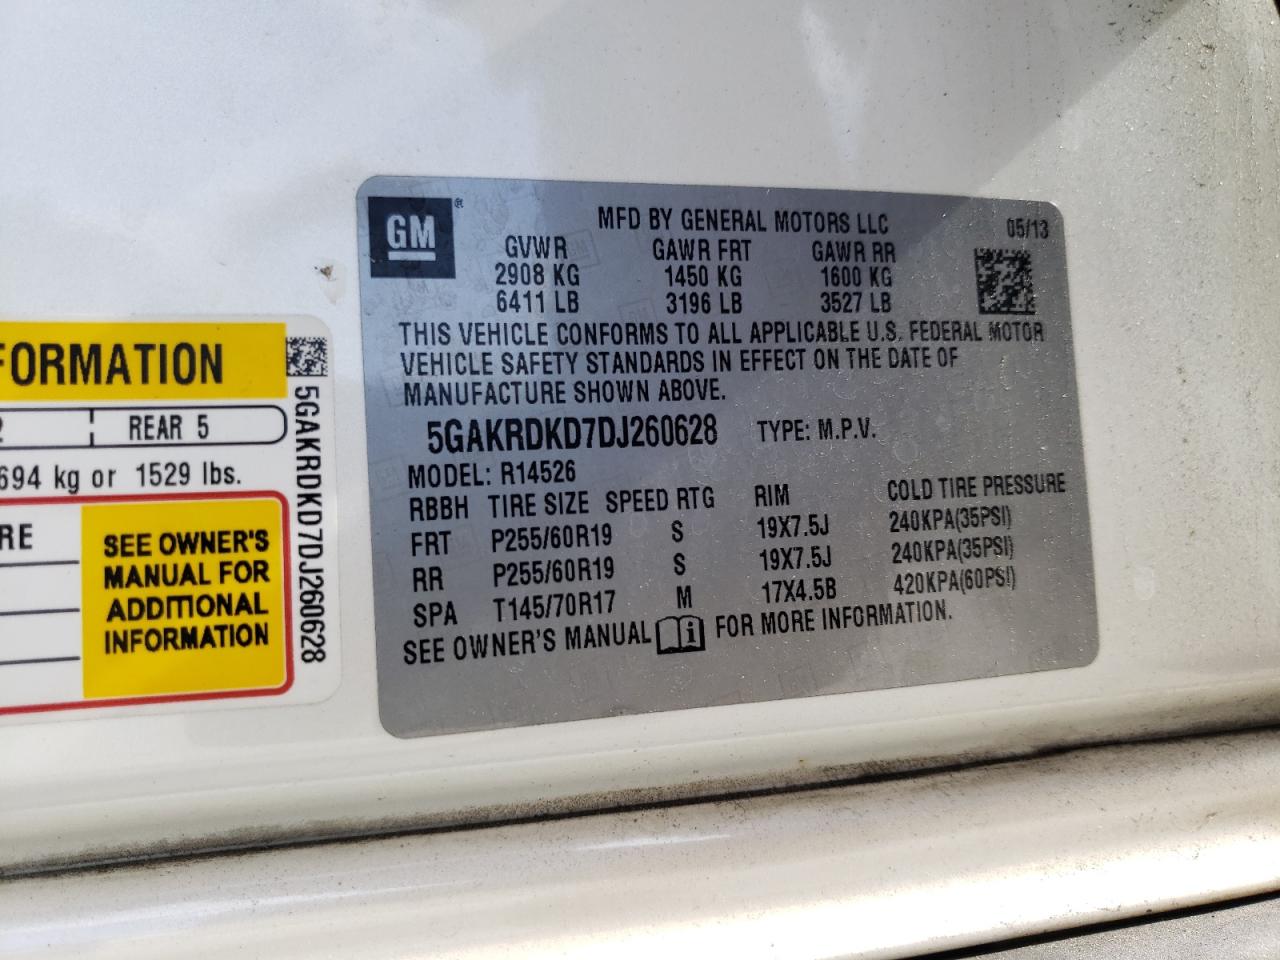 GM®
MFD BY GENERAL MOTORS LLC 05/13
GVWR GAWR FRT GAWR RR
2908 KG 1450 KG 1600 KG
6411 LB 3196 LB 3527 LB
THIS VEHICLE CONFORMS TO ALL APPLICABLE U.S. FEDERAL MOTOR
VEHICLE SAFETY STANDARDS IN EFFECT ON THE DATE OF
MANUFACTURE SHOWN ABOVE.
5GAKRDKD7DJ260628 TYPE: M.P.V.
MODEL: R14526
RBBH TIRE SIZE SPEED RTG RIM COLD TIRE PRESSURE
FRT P255/60R19 S 19X7.5J 240KPA(35PSI)
RR P255/60R19 S 19X7.5J 240KPA(35PSI)
SPA T145/70R17 M 17X4.5B 420KPA(60PSI)
SEE OWNER'S MANUAL i FOR MORE INFORMATION.
FORMATION
2 REAR 5
694 kg or 1529 lbs.
RE
SEE OWNER'S
MANUAL FOR
ADDITIONAL
INFORMATION
5GAKRDKD7DJ260628